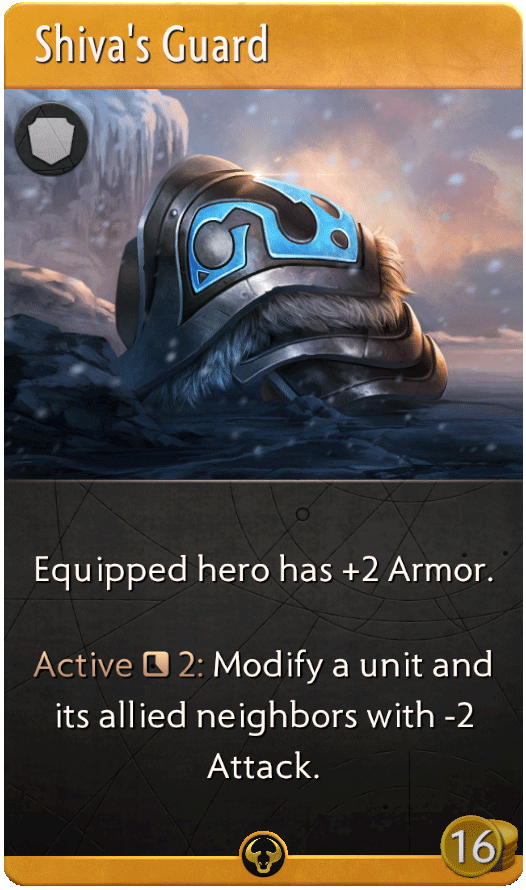 Shiva's Guard
Equipped hero has +2 Armor.
Active 2: Modify a unit and
its allied neighbors with -2
Attack.
16